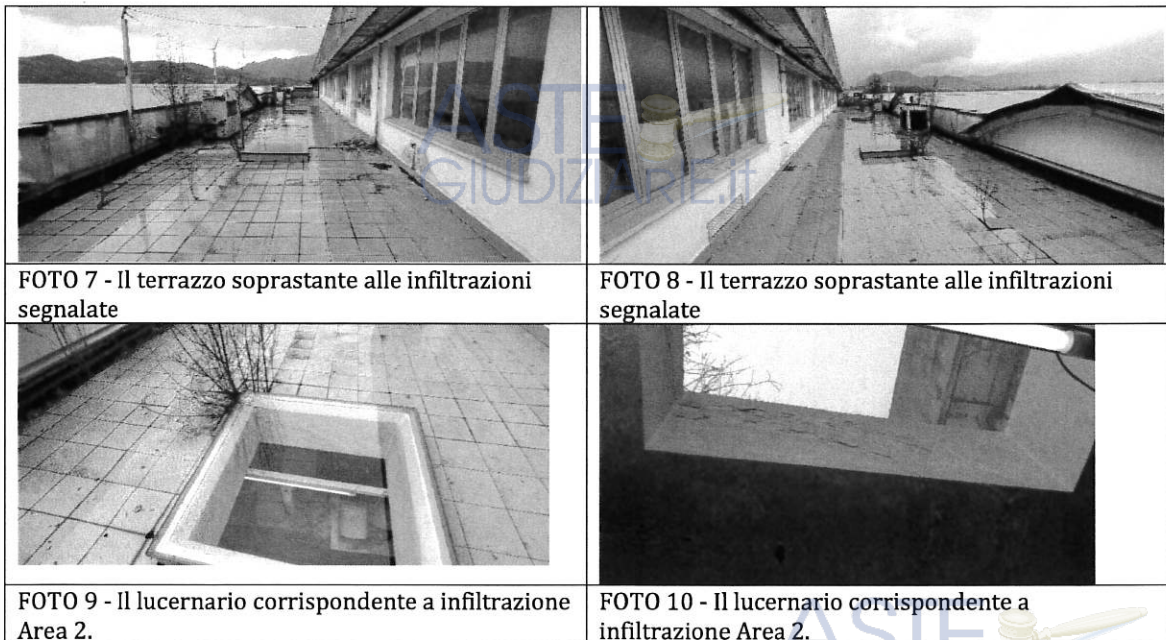 ASTE
GIUDIZIARIE.it
FOTO 7 - Il terrazzo soprastante alle infiltrazioni
segnalate
FOTO 8 - Il terrazzo soprastante alle infiltrazioni
segnalate
FOTO 9 - Il lucernario corrispondente a infiltrazione
Area 2.
FOTO 10 - Il lucernario corrispondente a
infiltrazione Area 2.
ASTE